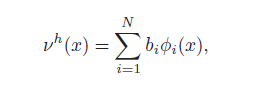 ν^h(x) = ∑_{i=1}^{N} b_i ϕ_i(x),